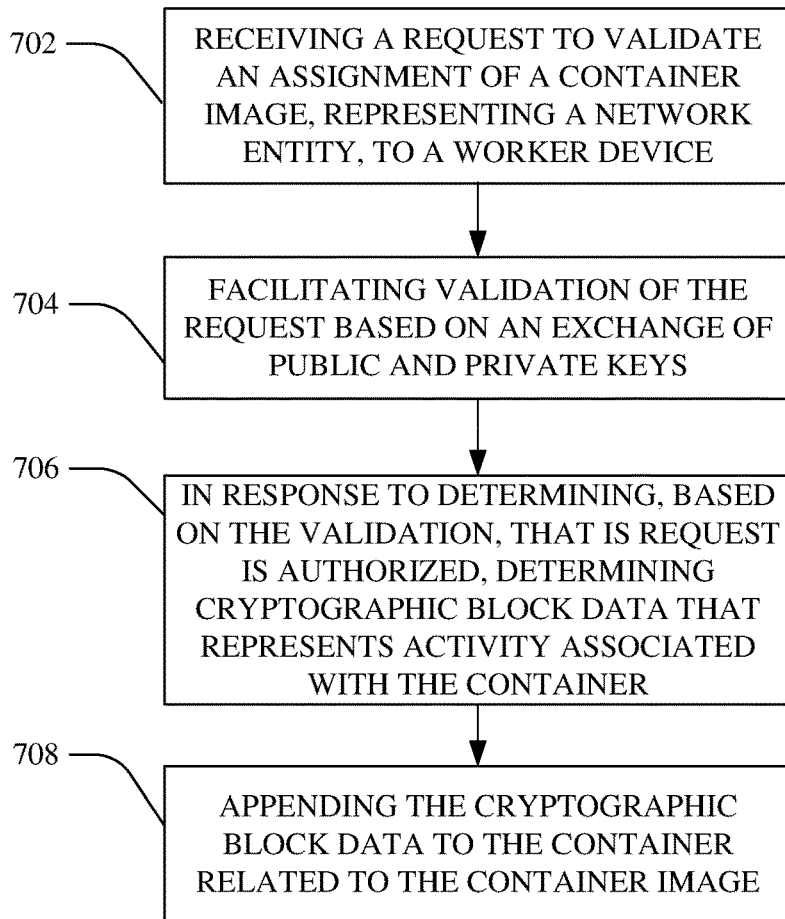 702
RECEIVING A REQUEST TO VALIDATE
AN ASSIGNMENT OF A CONTAINER
IMAGE, REPRESENTING A NETWORK
ENTITY, TO A WORKER DEVICE
704
FACILITATING VALIDATION OF THE
REQUEST BASED ON AN EXCHANGE OF
PUBLIC AND PRIVATE KEYS
706
IN RESPONSE TO DETERMINING, BASED
ON THE VALIDATION, THAT IS REQUEST
IS AUTHORIZED, DETERMINING
CRYPTOGRAPHIC BLOCK DATA THAT
REPRESENTS ACTIVITY ASSOCIATED
WITH THE CONTAINER
708
APPENDING THE CRYPTOGRAPHIC
BLOCK DATA TO THE CONTAINER
RELATED TO THE CONTAINER IMAGE